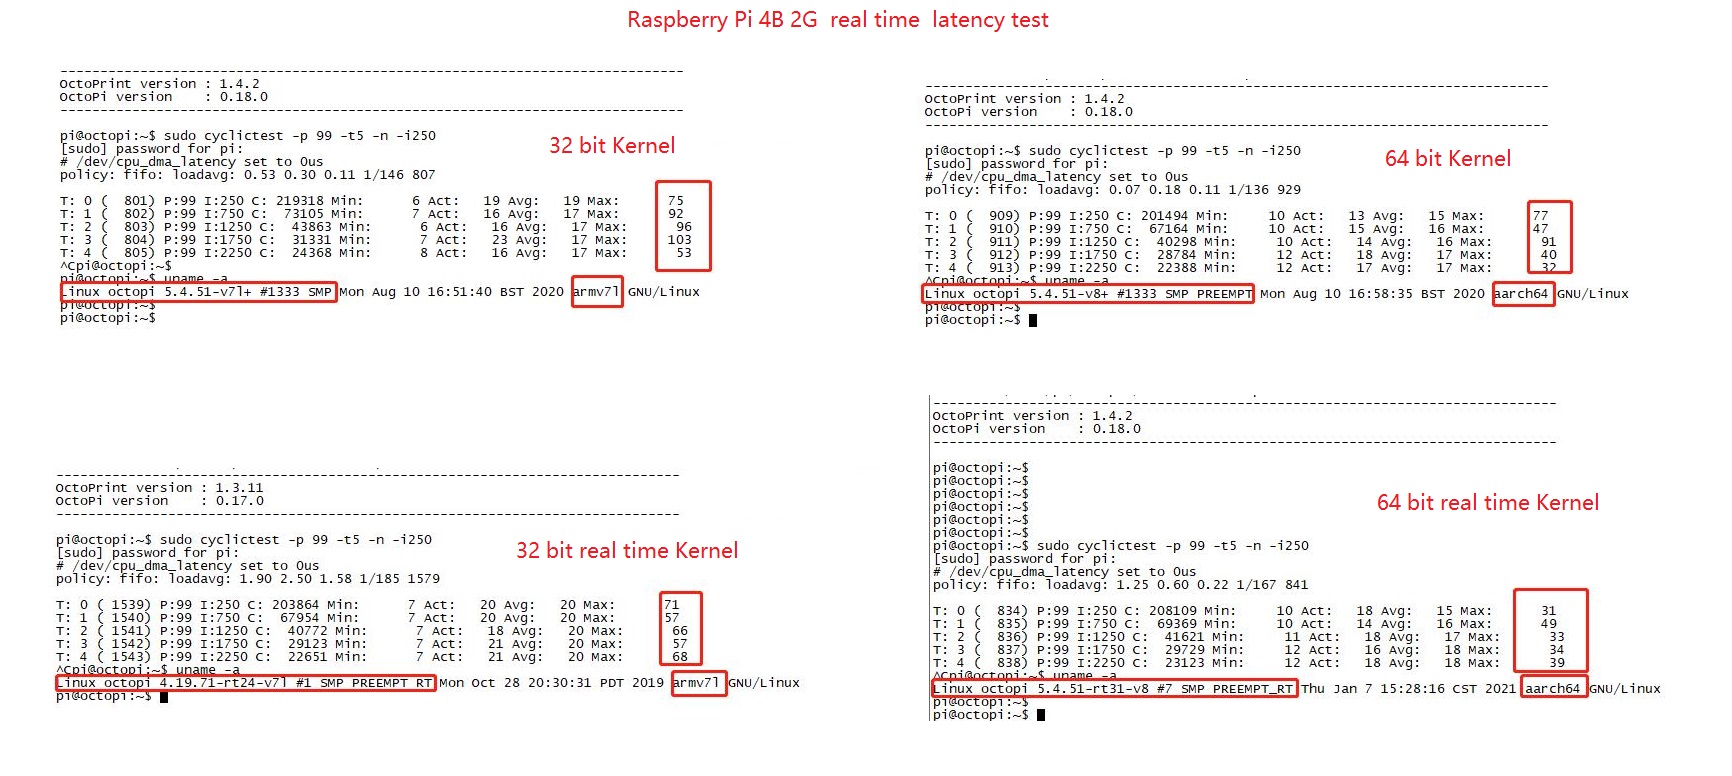 Raspberry Pi 4B 2G  real time  latency test
--------------------------------------------------------------------------------
OctoPrint version : 1.4.2
OctoPi version    : 0.18.0
--------------------------------------------------------------------------------
pi@octopi:~$ sudo cyclictest -p 99 -t5 -n -i250
32 bit Kernel
[sudo] password for pi:
# /dev/cpu_dma_latency set to 0us
policy: fifo: loadavg: 0.53 0.30 0.11 1/146 807
T: 0 (  801) P:99 I:250 C: 219318 Min:      6 Act:   19 Avg:   19 Max:      75
T: 1 (  802) P:99 I:750 C:  73105 Min:      7 Act:   16 Avg:   17 Max:      92
T: 2 (  803) P:99 I:1250 C:  43863 Min:      6 Act:   16 Avg:   17 Max:      96
T: 3 (  804) P:99 I:1750 C:  31331 Min:      7 Act:   23 Avg:   17 Max:     103
T: 4 (  805) P:99 I:2250 C:  24368 Min:      8 Act:   16 Avg:   17 Max:      53
^Cpi@octopi:~$
pi@octopi:~$ uname -a
Linux octopi 5.4.51-v7l+ #1333 SMP Mon Aug 10 16:51:40 BST 2020 armv7l GNU/Linux
pi@octopi:~$
pi@octopi:~$
--------------------------------------------------------------------------------
OctoPrint version : 1.4.2
OctoPi version    : 0.18.0
--------------------------------------------------------------------------------
pi@octopi:~$ sudo cyclictest -p 99 -t5 -n -i250
64 bit Kernel
[sudo] password for pi:
# /dev/cpu_dma_latency set to 0us
policy: fifo: loadavg: 0.07 0.18 0.11 1/136 929
T: 0 (  909) P:99 I:250 C: 201494 Min:     10 Act:   13 Avg:   15 Max:      77
T: 1 (  910) P:99 I:750 C:  67164 Min:     10 Act:   15 Avg:   16 Max:      47
T: 2 (  911) P:99 I:1250 C:  40298 Min:     10 Act:   14 Avg:   16 Max:      91
T: 3 (  912) P:99 I:1750 C:  28784 Min:     12 Act:   18 Avg:   17 Max:      40
T: 4 (  913) P:99 I:2250 C:  22388 Min:     12 Act:   17 Avg:   17 Max:      32
^Cpi@octopi:~$ uname -a
Linux octopi 5.4.51-v8+ #1333 SMP PREEMPT Mon Aug 10 16:58:35 BST 2020 aarch64 GNU/Linux
pi@octopi:~$
pi@octopi:~$
--------------------------------------------------------------------------------
OctoPrint version : 1.3.11
OctoPi version    : 0.17.0
--------------------------------------------------------------------------------
pi@octopi:~$ sudo cyclictest -p 99 -t5 -n -i250
32 bit real time Kernel
[sudo] password for pi:
# /dev/cpu_dma_latency set to 0us
policy: fifo: loadavg: 1.90 2.50 1.58 1/185 1579
T: 0 ( 1539) P:99 I:250 C: 203864 Min:      7 Act:   20 Avg:   20 Max:      71
T: 1 ( 1540) P:99 I:750 C:  67954 Min:      7 Act:   20 Avg:   20 Max:      57
T: 2 ( 1541) P:99 I:1250 C:  40772 Min:      7 Act:   18 Avg:   20 Max:      66
T: 3 ( 1542) P:99 I:1750 C:  29123 Min:      7 Act:   21 Avg:   20 Max:      57
T: 4 ( 1543) P:99 I:2250 C:  22651 Min:      7 Act:   21 Avg:   20 Max:      68
^Cpi@octopi:~$ uname -a
Linux octopi 4.19.71-rt24-v7l #1 SMP PREEMPT RT Mon Oct 28 20:30:31 PDT 2019 armv7l GNU/Linux
pi@octopi:~$
--------------------------------------------------------------------------------
OctoPrint version : 1.4.2
OctoPi version    : 0.18.0
--------------------------------------------------------------------------------
pi@octopi:~$
pi@octopi:~$
pi@octopi:~$
pi@octopi:~$
pi@octopi:~$
pi@octopi:~$
64 bit real time Kernel
pi@octopi:~$ sudo cyclictest -p 99 -t5 -n -i250
[sudo] password for pi:
# /dev/cpu_dma_latency set to 0us
policy: fifo: loadavg: 1.25 0.60 0.22 1/167 841
T: 0 (  834) P:99 I:250 C: 208109 Min:     10 Act:   18 Avg:   15 Max:      31
T: 1 (  835) P:99 I:750 C:  69369 Min:     10 Act:   14 Avg:   16 Max:      49
T: 2 (  836) P:99 I:1250 C:  41621 Min:     11 Act:   18 Avg:   17 Max:      33
T: 3 (  837) P:99 I:1750 C:  29729 Min:     12 Act:   16 Avg:   18 Max:      34
T: 4 (  838) P:99 I:2250 C:  23123 Min:     12 Act:   18 Avg:   18 Max:      39
^Cpi@octopi:~$ uname -a
Linux octopi 5.4.51-rt31-v8 #7 SMP PREEMPT_RT Thu Jan 7 15:28:16 CST 2021 aarch64 GNU/Linux
pi@octopi:~$
pi@octopi:~$